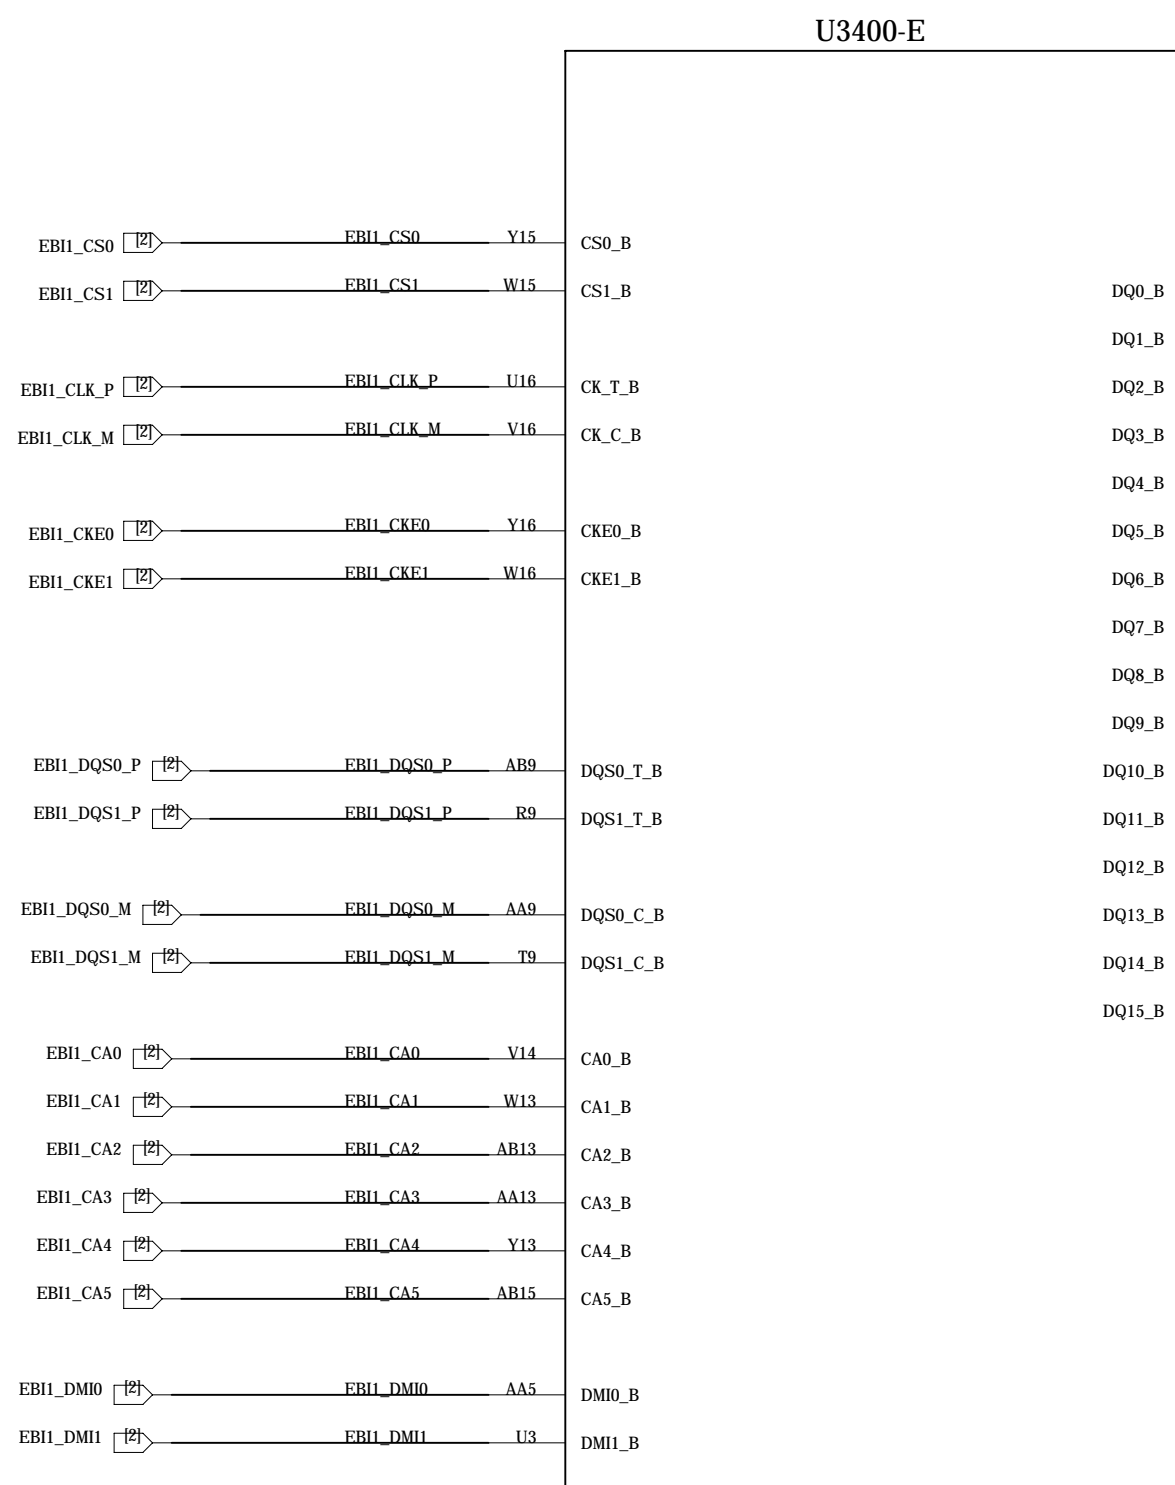 U3400-E
EBI1_CS0 [2] EBI1_CS0 Y15 CS0_B
EBI1_CS1 [2] EBI1_CS1 W15 CS1_B DQ0_B
DQ1_B
EBI1_CLK_P [2] EBI1_CLK_P U16 CK_T_B DQ2_B
EBI1_CLK_M [2] EBI1_CLK_M V16 CK_C_B DQ3_B
DQ4_B
EBI1_CKE0 [2] EBI1_CKE0 Y16 CKE0_B DQ5_B
EBI1_CKE1 [2] EBI1_CKE1 W16 CKE1_B DQ6_B
DQ7_B
DQ8_B
DQ9_B
EBI1_DQS0_P [2] EBI1_DQS0_P AB9 DQS0_T_B DQ10_B
EBI1_DQS1_P [2] EBI1_DQS1_P R9 DQS1_T_B DQ11_B
DQ12_B
EBI1_DQS0_M [2] EBI1_DQS0_M AA9 DQS0_C_B DQ13_B
EBI1_DQS1_M [2] EBI1_DQS1_M T9 DQS1_C_B DQ14_B
DQ15_B
EBI1_CA0 [2] EBI1_CA0 V14 CA0_B
EBI1_CA1 [2] EBI1_CA1 W13 CA1_B
EBI1_CA2 [2] EBI1_CA2 AB13 CA2_B
EBI1_CA3 [2] EBI1_CA3 AA13 CA3_B
EBI1_CA4 [2] EBI1_CA4 Y13 CA4_B
EBI1_CA5 [2] EBI1_CA5 AB15 CA5_B
EBI1_DMI0 [2] EBI1_DMI0 AA5 DMI0_B
EBI1_DMI1 [2] EBI1_DMI1 U3 DMI1_B